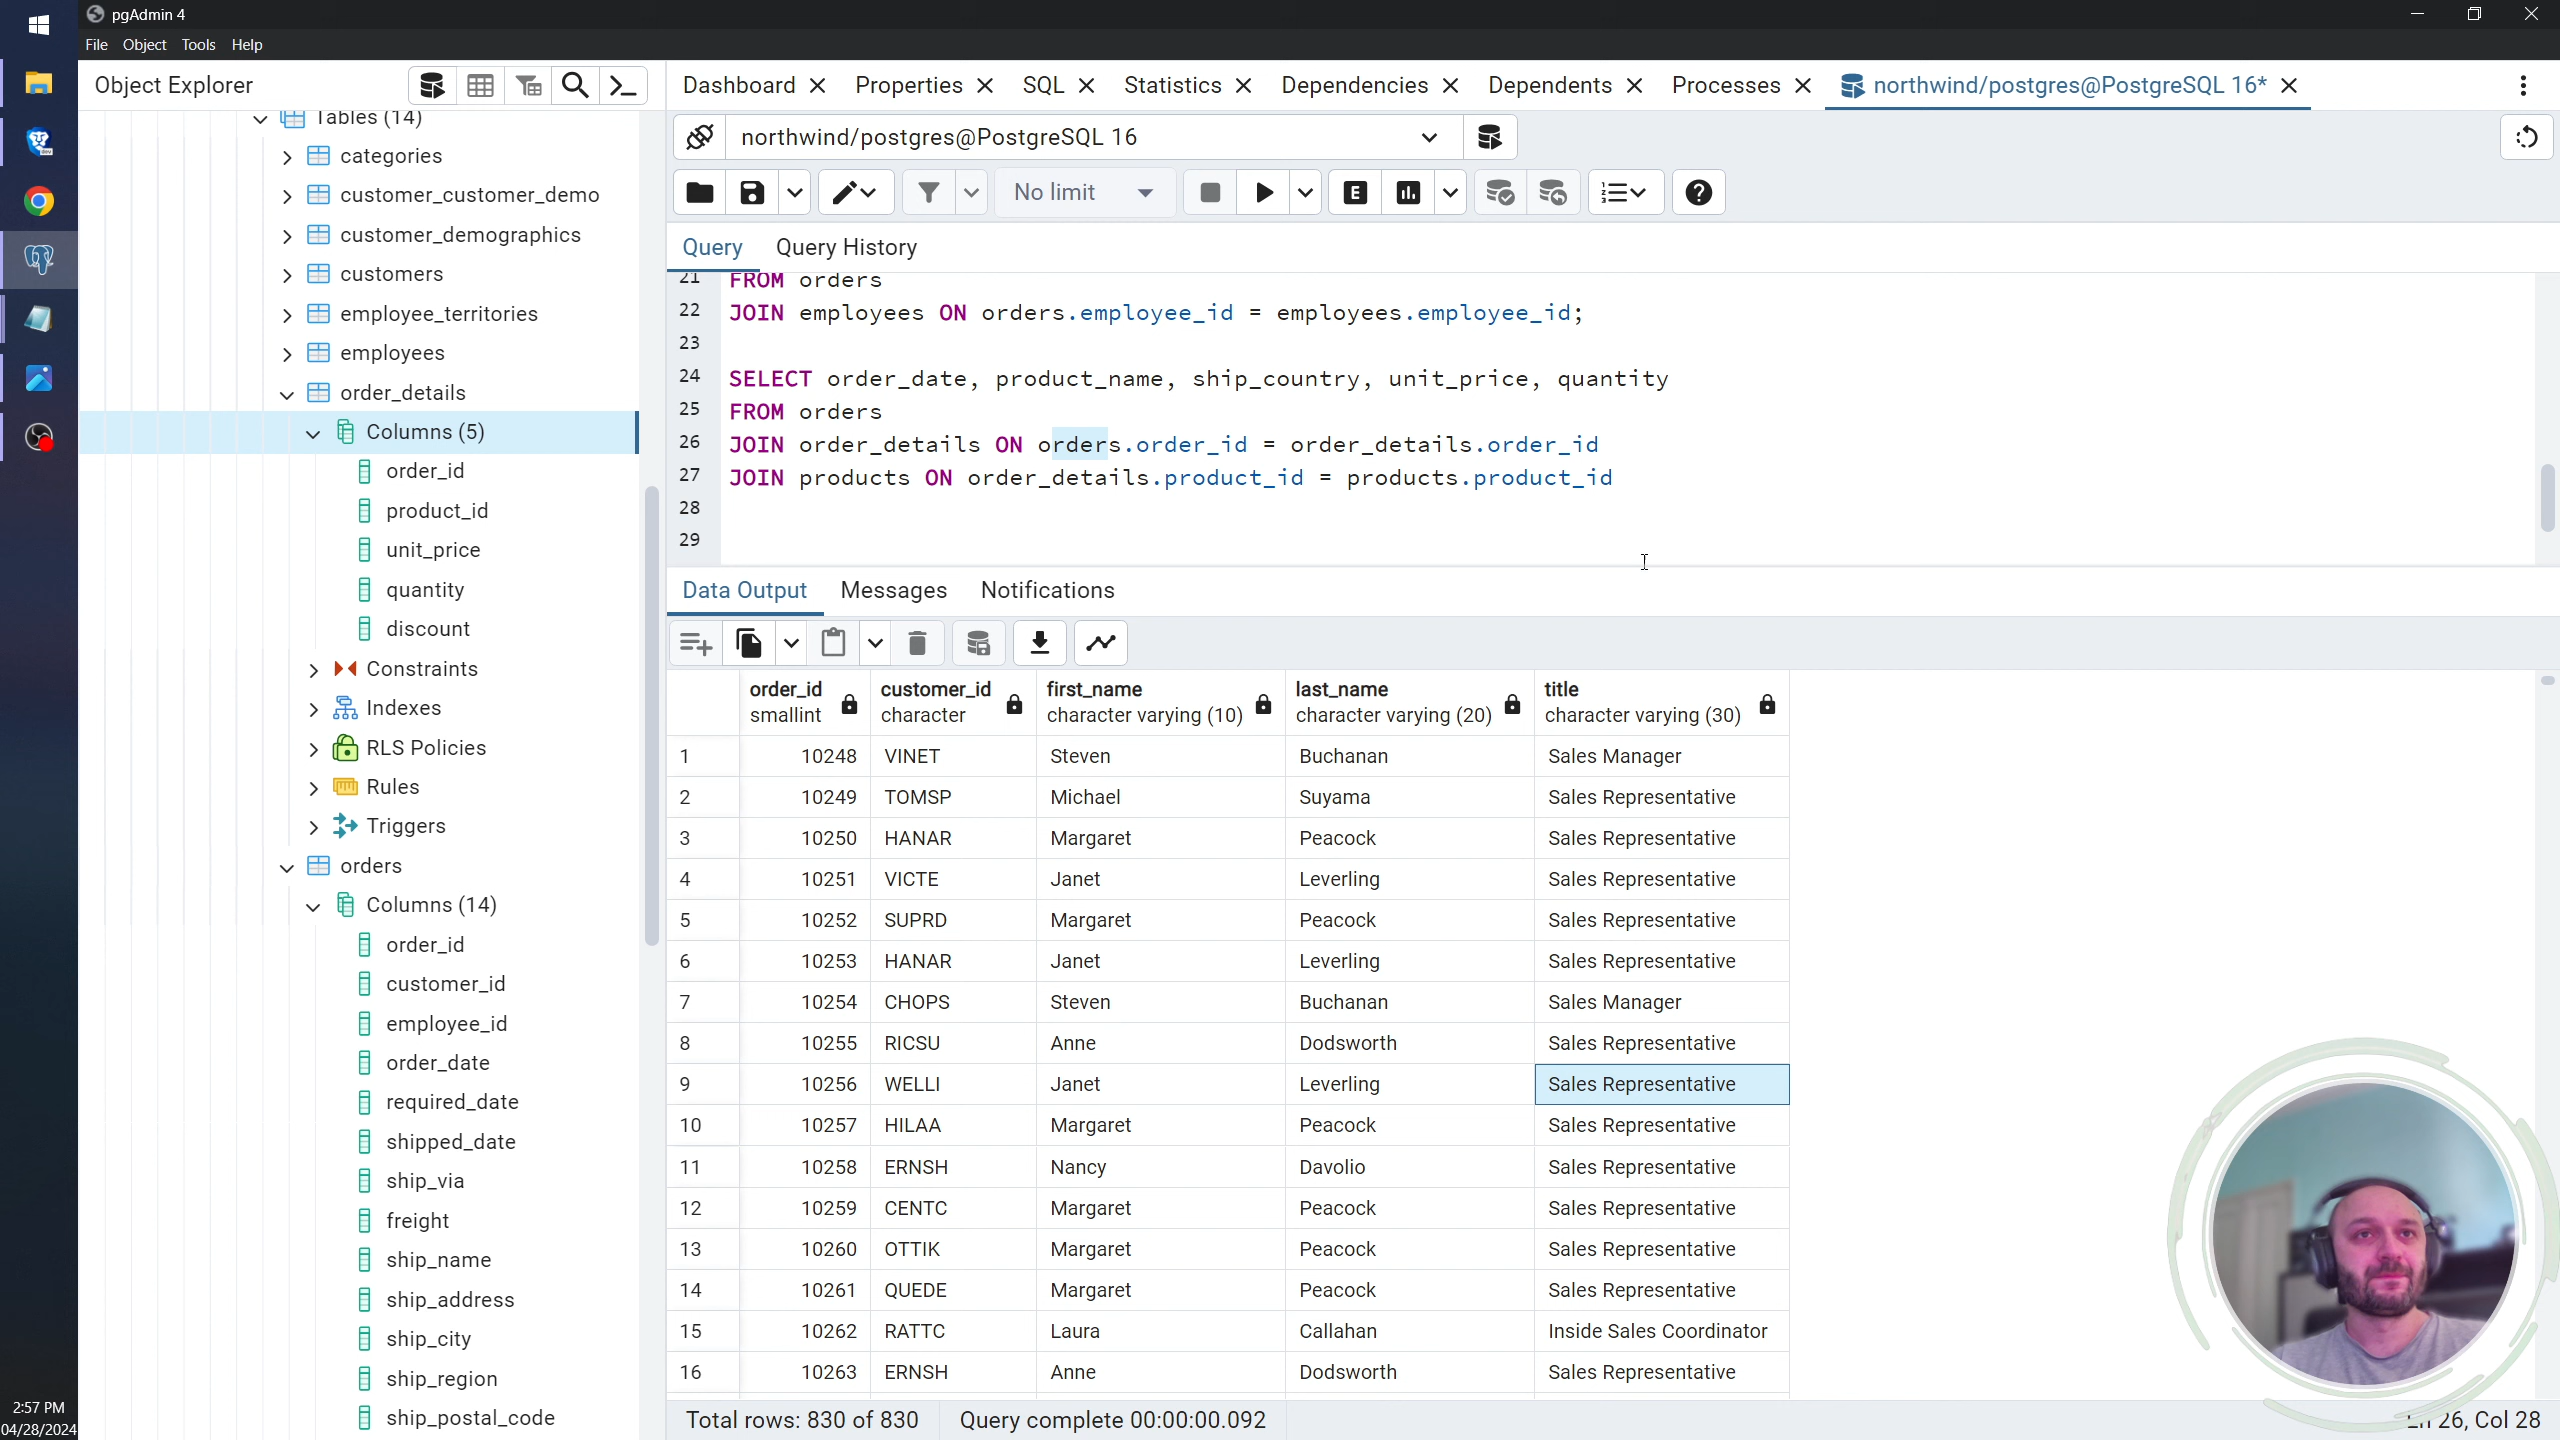 pgAdmin 4
File Object Tools Help
Object Explorer
Dashboard Properties SQL Statistics Dependencies Dependents Processes northwind/postgres@PostgreSQL 16*
northwind/postgres@PostgreSQL 16
No limit
E
Query Query History
Tables (14)
categories
customer_customer_demo
customer_demographics
customers
employee_territories
employees
order_details
Columns (5)
order_id
product_id
unit_price
quantity
discount
Constraints
Indexes
RLS Policies
Rules
Triggers
orders
Columns (14)
order_id
customer_id
employee_id
order_date
required_date
shipped_date
ship_via
freight
ship_name
ship_address
ship_city
ship_region
ship_postal_code
21 FROM orders
22 JOIN employees ON orders.employee_id = employees.employee_id;
23
24 SELECT order_date, product_name, ship_country, unit_price, quantity
25 FROM orders
26 JOIN order_details ON orders.order_id = order_details.order_id
27 JOIN products ON order_details.product_id = products.product_id
28
29
Data Output Messages Notifications
order_id customer_id first_name last_name title
smallint character character varying (10) character varying (20) character varying (30)
1 10248 VINET Steven Buchanan Sales Manager
2 10249 TOMSP Michael Suyama Sales Representative
3 10250 HANAR Margaret Peacock Sales Representative
4 10251 VICTE Janet Leverling Sales Representative
5 10252 SUPRD Margaret Peacock Sales Representative
6 10253 HANAR Janet Leverling Sales Representative
7 10254 CHOPS Steven Buchanan Sales Manager
8 10255 RICSU Anne Dodsworth Sales Representative
9 10256 WELLI Janet Leverling Sales Representative
10 10257 HILAA Margaret Peacock Sales Representative
11 10258 ERNSH Nancy Davolio Sales Representative
12 10259 CENTC Margaret Peacock Sales Representative
13 10260 OTTIK Margaret Peacock Sales Representative
14 10261 QUEDE Margaret Peacock Sales Representative
15 10262 RATTC Laura Callahan Inside Sales Coordinator
16 10263 ERNSH Anne Dodsworth Sales Representative
Total rows: 830 of 830 Query complete 00:00:00.092 Ln 26, Col 28
2:57 PM
04/28/2024